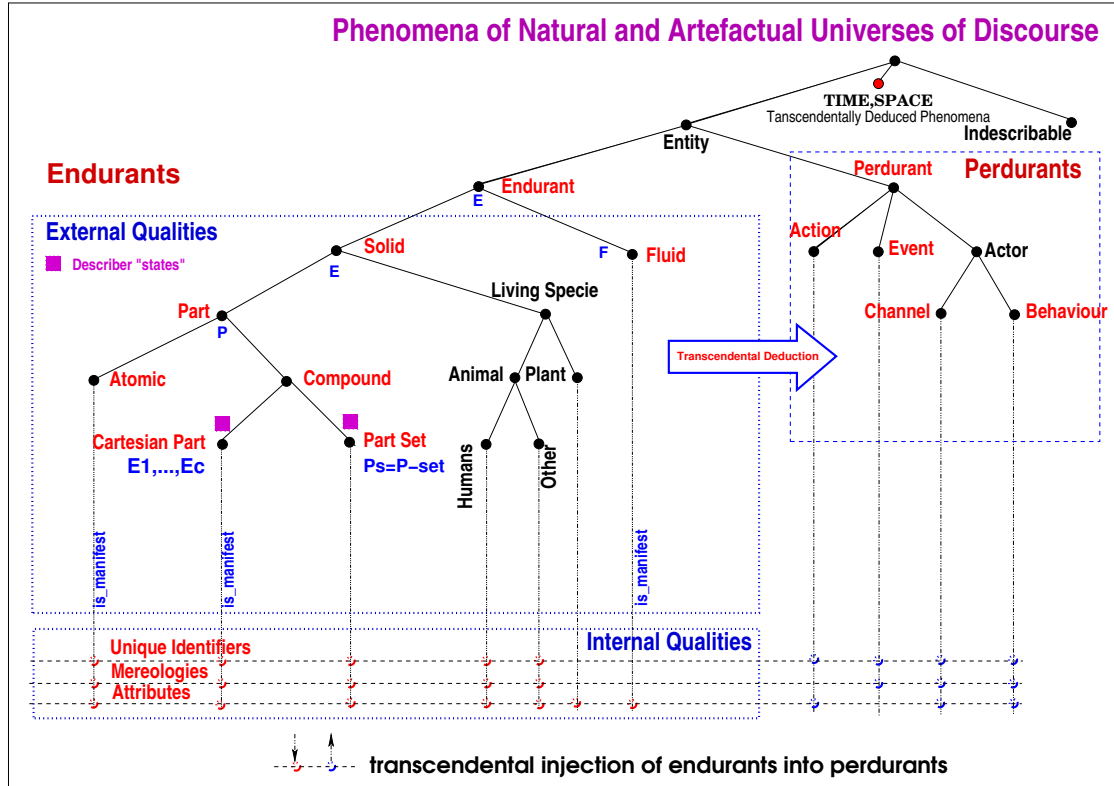 Phenomena of Natural and Artefactual Universes of Discourse
TIME,SPACE
Tanscendentally Deduced Phenomena
Indescribable
Entity
Endurants
Perdurants
Endurant
E
Perdurant
External Qualities
Describer "states"
Solid
E
F
Fluid
Action
Event
Actor
Living Specie
Part
P
Channel
Behaviour
Transcendental Deduction
Atomic
Compound
Animal
Plant
Cartesian Part
E1,...,Ec
Part Set
Ps=P-set
Humans
Other
is_manifest
is_manifest
is_manifest
Internal Qualities
Unique Identifiers
Mereologies
Attributes
transcendental injection of endurants into perdurants